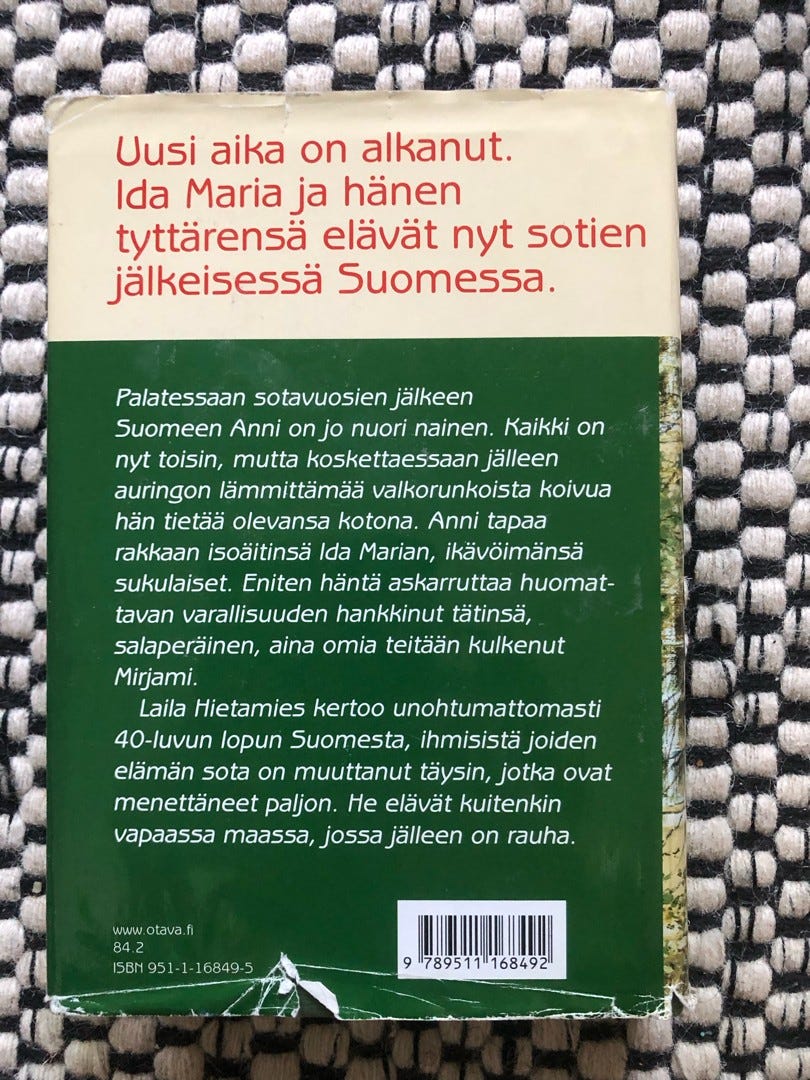 Uusi aika on alkanut.
Ida Maria ja hänen
tyttärensä elävät nyt sotien
jälkeisessä Suomessa.
Palatessaan sotavuosien jälkeen
Suomeen Anni on jo nuori nainen. Kaikki on
nyt toisin, mutta koskettaessaan jälleen
auringon lämmittämää valkorunkoista koivua
hän tietää olevansa kotona. Anni tapaa
rakkaan isoäitinsä Ida Marian, ikävöimänsä
sukulaiset. Eniten häntä askarruttaa huomat-
tavan varallisuuden hankkinut tätinsä,
salaperäinen, aina omia teitään kulkenut
Mirjami.
Laila Hietamies kertoo unohtumattomasti
40-luvun lopun Suomesta, ihmisistä joiden
elämän sota on muuttanut täysin, jotka ovat
menettäneet paljon. He elävät kuitenkin
vapaassa maassa, jossa jälleen on rauha.
www.otava.fi
84.2
ISBN 951-1-16849-5
9 789511 168492